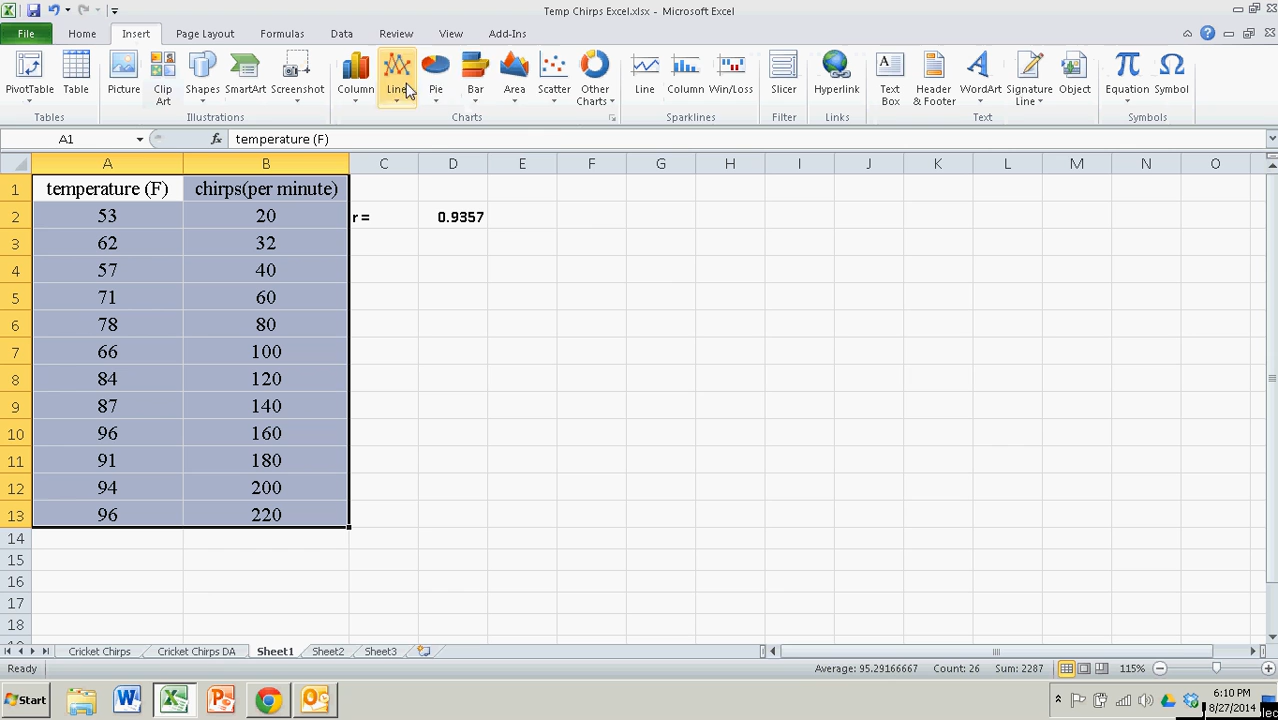 Temp Chirps Excel.xlsx - Microsoft Excel
File Home Insert Page Layout Formulas Data Review View Add-Ins
PivotTable Table Picture Clip Art Shapes SmartArt Screenshot Column Line Pie Bar Area Scatter Other Charts Line Column Win/Loss Slicer Hyperlink Text Box Header & Footer WordArt Signature Line Equation Symbol Object
Tables Illustrations Charts Sparklines Filter Links Text Symbols
A1 fx temperature (F)
A B C D E F G H I J K L M N O
1 temperature (F) chirps(per minute)
2 53 20 r = 0.9357
3 62 32
4 57 40
5 71 60
6 78 80
7 66 100
8 84 120
9 87 140
10 96 160
11 91 180
12 94 200
13 96 220
14
15
16
17
18
Cricket Chirps Cricket Chirps DA Sheet1 Sheet2 Sheet3
Ready Average: 95.29166667 Count: 26 Sum: 2287 115%
Start 6:10 PM
8/27/2014